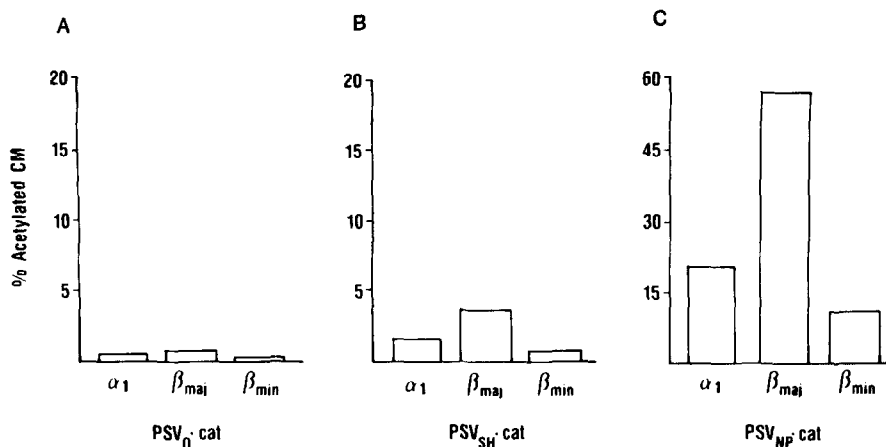 A
B
C
% Acetylated CM
20
15
10
5
α1
βmaj
βmin
PSVO· cat
20
15
10
5
α1
βmaj
βmin
PSVSH· cat
60
45
30
15
α1
βmaj
βmin
PSVNP· cat